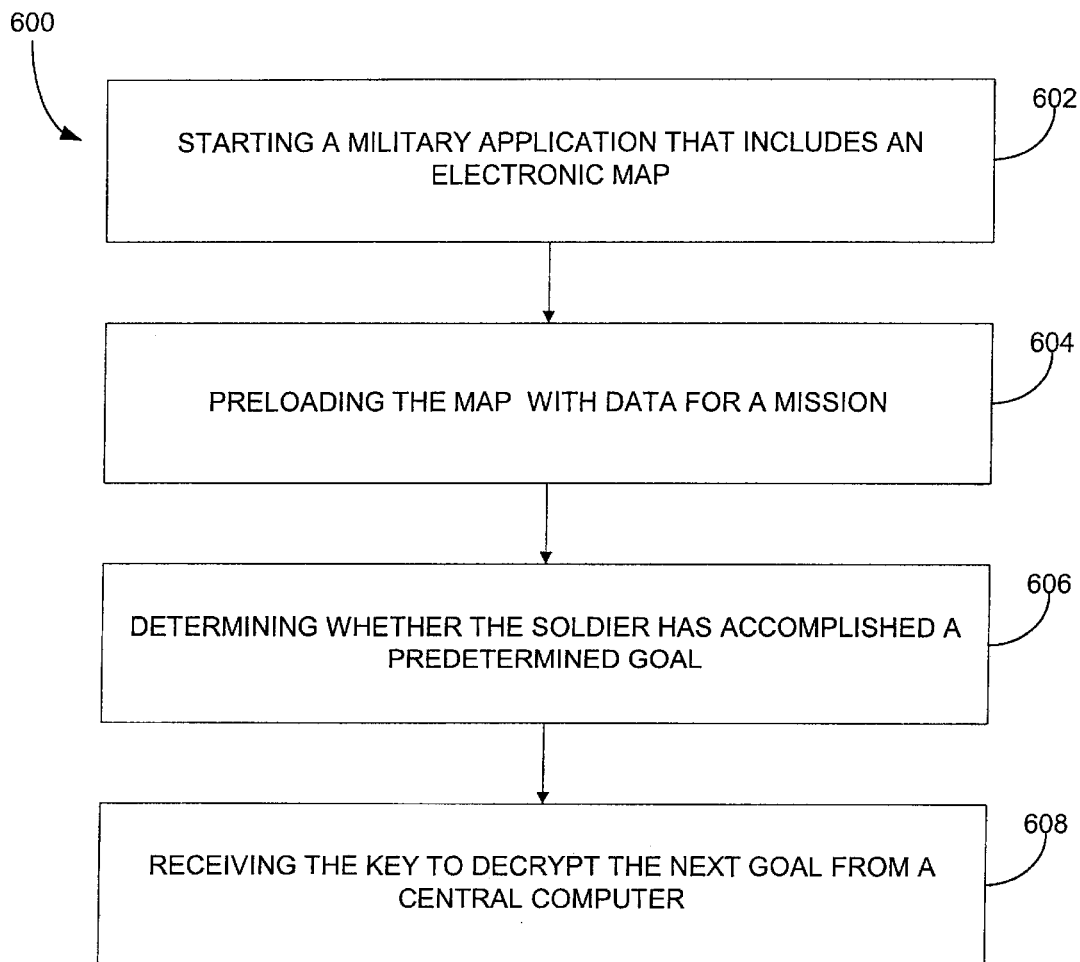 600
602
STARTING A MILITARY APPLICATION THAT INCLUDES AN
ELECTRONIC MAP
604
PRELOADING THE MAP WITH DATA FOR A MISSION
606
DETERMINING WHETHER THE SOLDIER HAS ACCOMPLISHED A
PREDETERMINED GOAL
608
RECEIVING THE KEY TO DECRYPT THE NEXT GOAL FROM A
CENTRAL COMPUTER